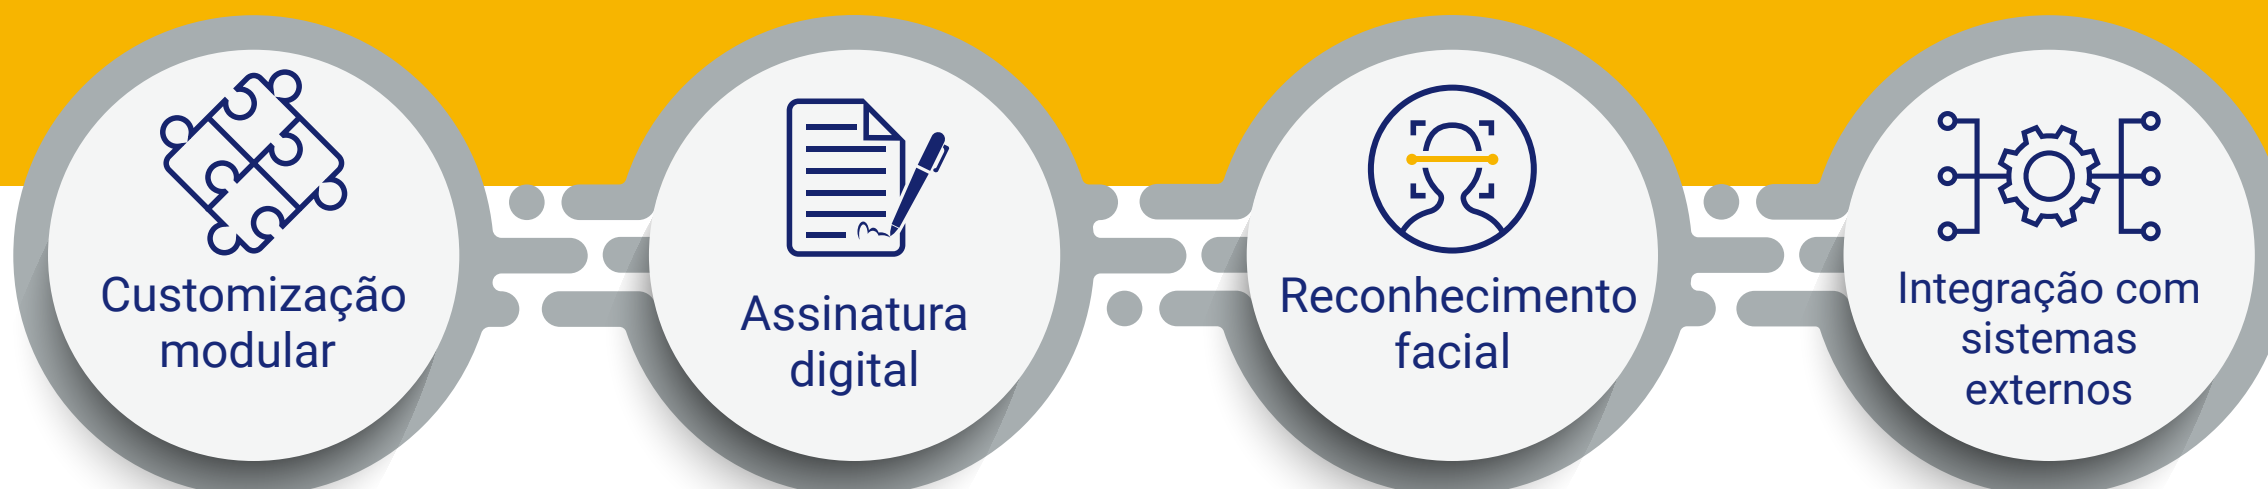 Customização
modular
Assinatura
digital
Reconhecimento
facial
Integração com
sistemas
externos